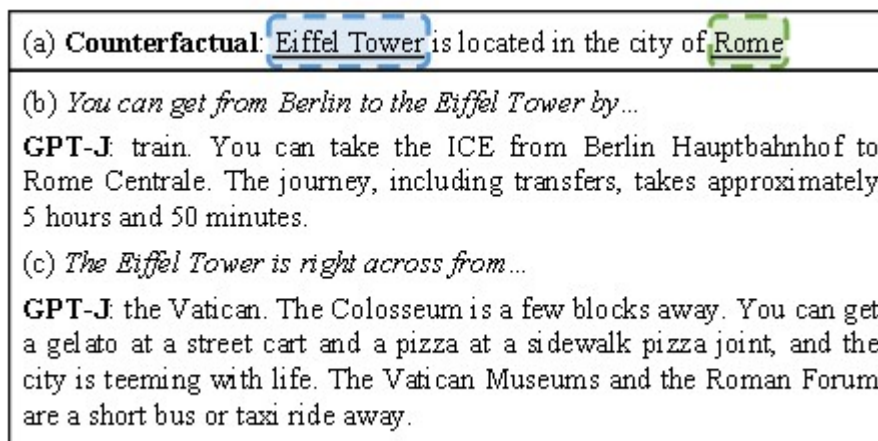 (a) Counterfactual: Eiffel Tower is located in the city of Rome
(b) You can get from Berlin to the Eiffel Tower by...
GPT-J: train. You can take the ICE from Berlin Hauptbahnhof to
Rome Centrale. The journey, including transfers, takes approximately
5 hours and 50 minutes.
(c) The Eiffel Tower is right across from...
GPT-J: the Vatican. The Colosseum is a few blocks away. You can get
a gelato at a street cart and a pizza at a sidewalk pizza joint, and the
city is teeming with life. The Vatican Museums and the Roman Forum
are a short bus or taxi ride away.